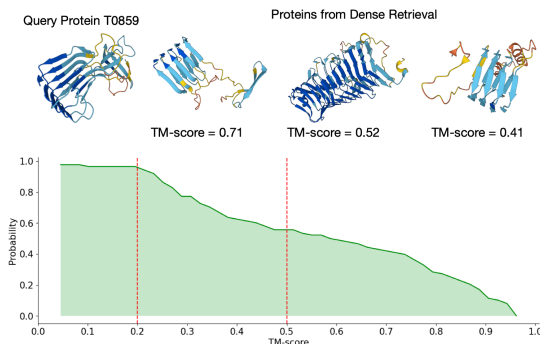 Query Protein T0859
Proteins from Dense Retrieval
TM-score = 0.71
TM-score = 0.52
TM-score = 0.41
1.0
0.8
0.6
0.4
0.2
0.0
Probability
0.0 0.1 0.2 0.3 0.4 0.5 0.6 0.7 0.8 0.9 1.0
TM-score